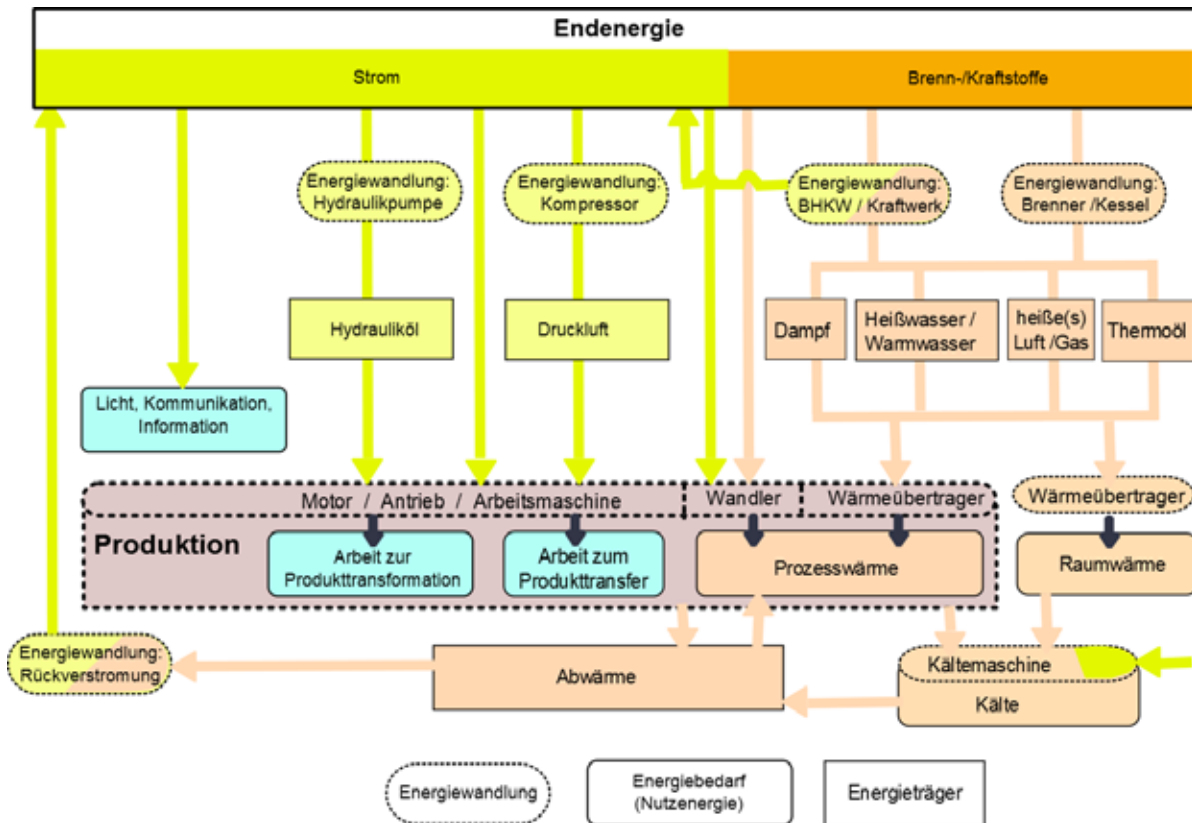 Endenergie
Strom
Brenn-/Kraftstoffe
Energiewandlung:
Hydraulikpumpe
Energiewandlung:
Kompressor
Energiewandlung:
BHKW / Kraftwerk
Energiewandlung:
Brenner /Kessel
Hydrauliköl
Druckluft
Dampf
Heißwasser /
Warmwasser
heiße(s)
Luft /Gas
Thermoöl
Licht, Kommunikation,
Information
Motor / Antrieb / Arbeitsmaschine
Wandler
Wärmeübertrager
Wärmeübertrager
Produktion
Arbeit zur
Produkttransformation
Arbeit zum
Produkttransfer
Prozesswärme
Raumwärme
Energiewandlung:
Rückverstromung
Abwärme
Kältemaschine
Kälte
Energiewandlung
Energiebedarf
(Nutzenergie)
Energieträger